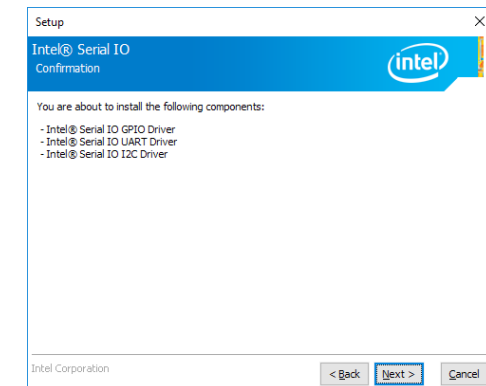 Setup
Intel® Serial IO
Confirmation
intel
You are about to install the following components:
- Intel® Serial IO GPIO Driver
- Intel® Serial IO UART Driver
- Intel® Serial IO I2C Driver
Intel Corporation
< Back Next > Cancel